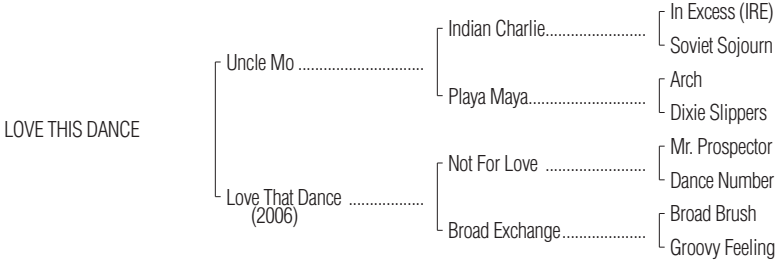 In Excess (IRE)
Indian Charlie........................
Soviet Sojourn
Uncle Mo .............................
Arch
Playa Maya............................
Dixie Slippers
LOVE THIS DANCE
Mr. Prospector
Not For Love ........................
Dance Number
Love That Dance ..................
(2006)
Broad Brush
Broad Exchange....................
Groovy Feeling